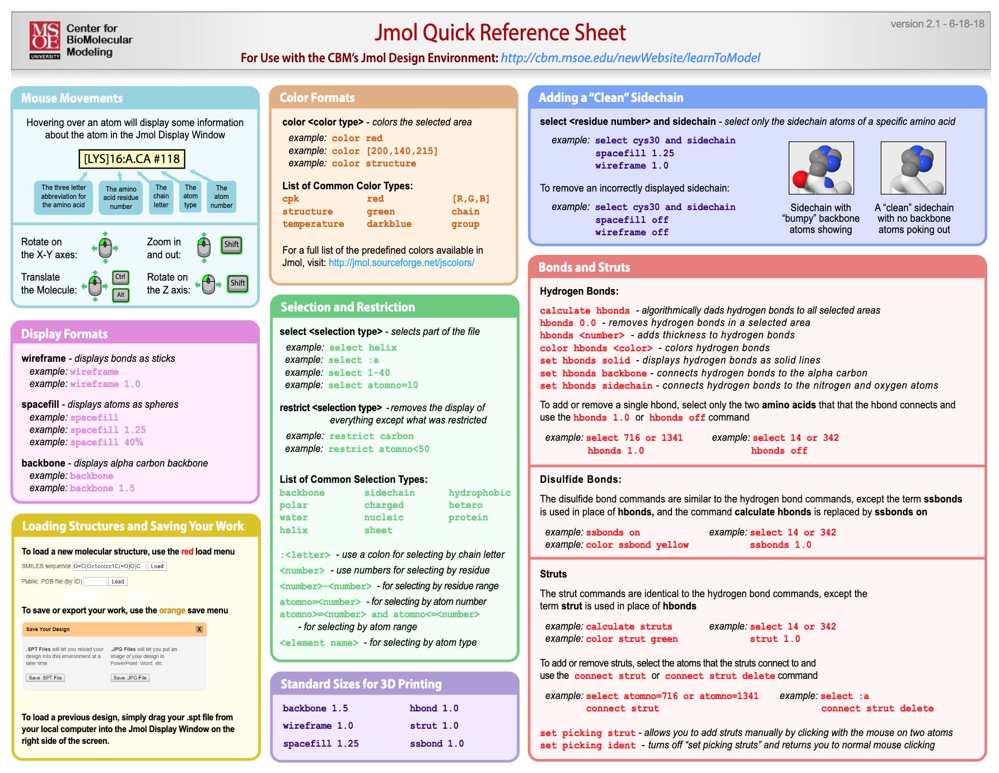 MSOE UNIVERSITY
Center for
BioMolecular
Modeling
Jmol Quick Reference Sheet
version 2.1 - 6-18-18
For Use with the CBM's Jmol Design Environment: http://cbm.msoe.edu/newWebsite/learnToModel
Mouse Movements
Hovering over an atom will display some information
about the atom in the Jmol Display Window
[LYS]16:A.CA #118
The three letter
abbreviation for
the amino acid
The amino
acid residue
number
The
chain
letter
The
atom
type
The
atom
number
Rotate on
the X-Y axes:
Zoom in
and out:
Shift
Translate
the Molecule:
Ctrl
Alt
Rotate on
the Z axis:
Shift
Display Formats
wireframe - displays bonds as sticks
example: wireframe
example: wireframe 1.0
spacefill - displays atoms as spheres
example: spacefill
example: spacefill 1.25
example: spacefill 40%
backbone - displays alpha carbon backbone
example: backbone
example: backbone 1.5
Loading Structures and Saving Your Work
To load a new molecular structure, use the red load menu
SMILES sequence O=C(Oc1ccccc1C(=O)O)C Load
Public .PDB file (by ID) Load
To save or export your work, use the orange save menu
Save Your Design X
.SPT Files will let you reload your
design into this environment at a
later time.
Save .SPT File
.JPG Files will let you put an
image of your design in
PowerPoint, Word, etc.
Save .JPG File
To load a previous design, simply drag your .spt file from
your local computer into the Jmol Display Window on the
right side of the screen.
Color Formats
color <color type> - colors the selected area
example: color red
example: color [200,140,215]
example: color structure
List of Common Color Types:
cpk red [R,G,B]
structure green chain
temperature darkblue group
For a full list of the predefined colors available in
Jmol, visit: http://jmol.sourceforge.net/jscolors/
Selection and Restriction
select <selection type> - selects part of the file
example: select helix
example: select :a
example: select 1-40
example: select atomno=10
restrict <selection type> - removes the display of
everything except what was restricted
example: restrict carbon
example: restrict atomno<50
List of Common Selection Types:
backbone sidechain hydrophobic
polar charged hetero
water nucleic protein
helix sheet
:<letter> - use a colon for selecting by chain letter
<number> - use numbers for selecting by residue
<number>-<number> - for selecting by residue range
atomno=<number> - for selecting by atom number
atomno>=<number> and atomno<=<number>
- for selecting by atom range
<element name> - for selecting by atom type
Standard Sizes for 3D Printing
backbone 1.5 hbond 1.0
wireframe 1.0 strut 1.0
spacefill 1.25 ssbond 1.0
Adding a “Clean” Sidechain
select <residue number> and sidechain - select only the sidechain atoms of a specific amino acid
example: select cys30 and sidechain
spacefill 1.25
wireframe 1.0
To remove an incorrectly displayed sidechain:
example: select cys30 and sidechain
spacefill off
wireframe off
Sidechain with
“bumpy” backbone
atoms showing
A “clean” sidechain
with no backbone
atoms poking out
Bonds and Struts
Hydrogen Bonds:
calculate hbonds - algorithmically dads hydrogen bonds to all selected areas
hbonds 0.0 - removes hydrogen bonds in a selected area
hbonds <number> - adds thickness to hydrogen bonds
color hbonds <color> - colors hydrogen bonds
set hbonds solid - displays hydrogen bonds as solid lines
set hbonds backbone - connects hydrogen bonds to the alpha carbon
set hbonds sidechain - connects hydrogen bonds to the nitrogen and oxygen atoms
To add or remove a single hbond, select only the two amino acids that that the hbond connects and
use the hbonds 1.0 or hbonds off command
example: select 716 or 1341
hbonds 1.0
example: select 14 or 342
hbonds off
Disulfide Bonds:
The disulfide bond commands are similar to the hydrogen bond commands, except the term ssbonds
is used in place of hbonds, and the command calculate hbonds is replaced by ssbonds on
example: ssbonds on
example: color ssbond yellow
example: select 14 or 342
ssbonds 1.0
Struts
The strut commands are identical to the hydrogen bond commands, except the
term strut is used in place of hbonds
example: calculate struts
example: color strut green
example: select 14 or 342
strut 1.0
To add or remove struts, select the atoms that the struts connect to and
use the connect strut or connect strut delete command
example: select atomno=716 or atomno=1341
connect strut
example: select :a
connect strut delete
set picking strut - allows you to add struts manually by clicking with the mouse on two atoms
set picking ident - turns off “set picking struts” and returns you to normal mouse clicking